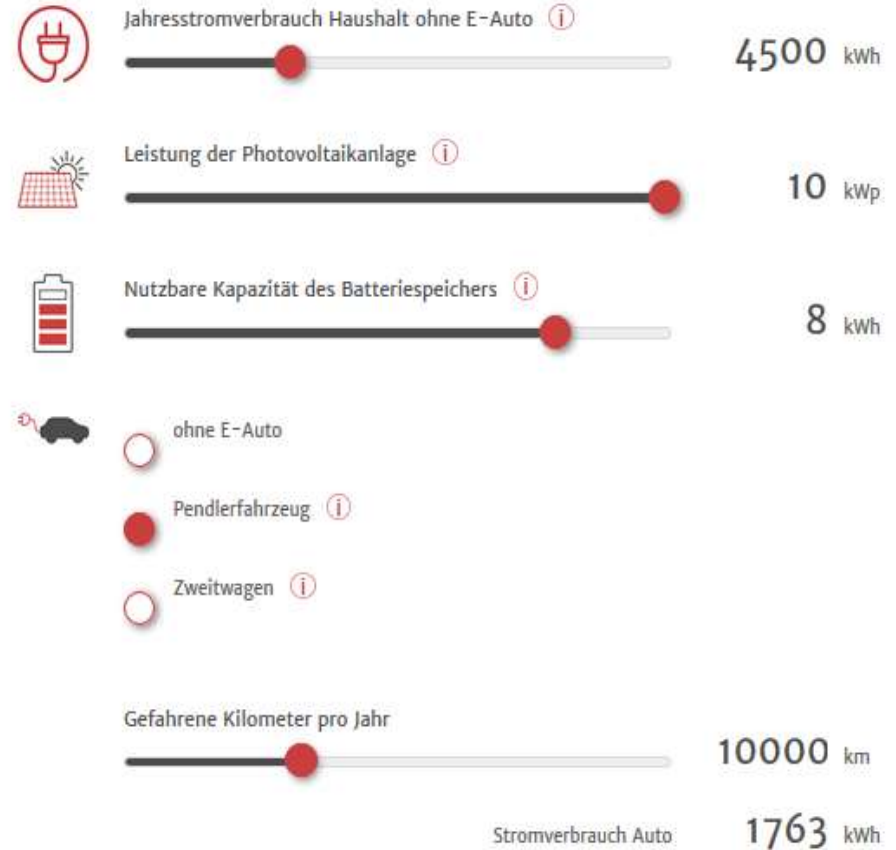 Jahresstromverbrauch Haushalt ohne E-Auto i
4500 kWh
Leistung der Photovoltaikanlage i
10 kWp
Nutzbare Kapazität des Batteriespeichers i
8 kWh
ohne E-Auto
Pendlerfahrzeug i
Zweitwagen i
Gefahrene Kilometer pro Jahr
10000 km
Stromverbrauch Auto 1763 kWh